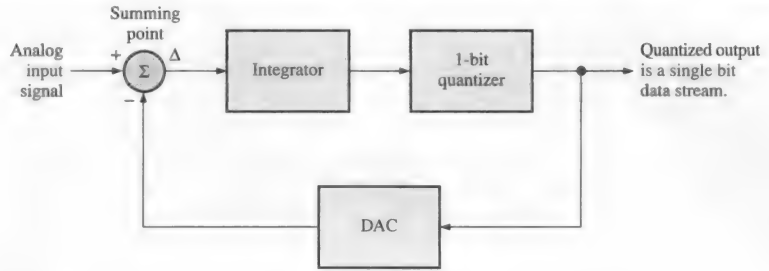 Summing
point
Analog
input
signal
+
Σ
Δ
−
Integrator
1-bit
quantizer
Quantized output
is a single bit
data stream.
DAC